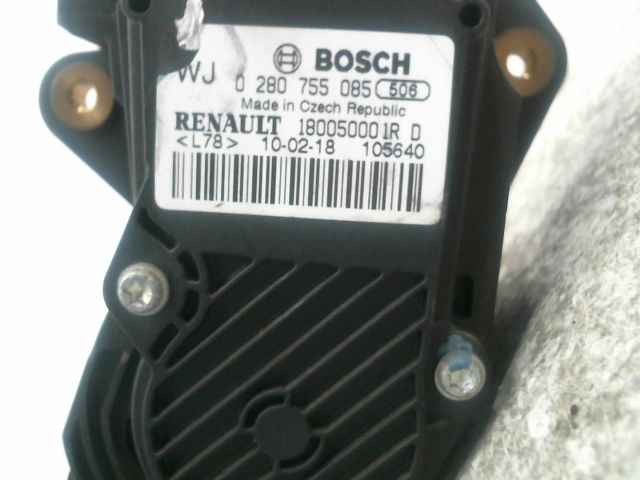 BOSCH
WJ 0 280 755 085 506
Made in Czech Republic
RENAULT 180050001R D
<L78> 10-02-18 105640